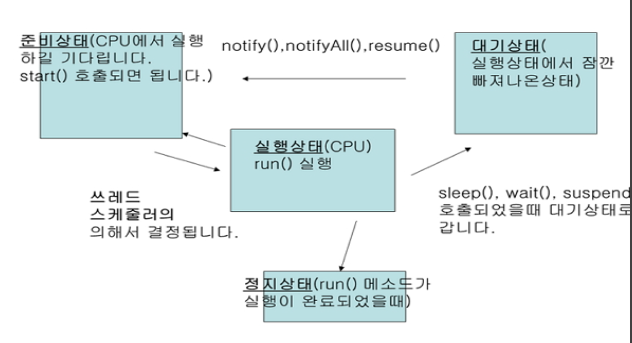 준비상태(CPU에서 실행
하길 기다립니다.
start() 호출되면 됩니다.)
notify(),notifyAll(),resume()
대기상태(
실행상태에서 잠깐
빠져나온상태)
실행상태(CPU)
run() 실행
쓰레드
스케줄러의
의해서 결정됩니다.
sleep(), wait(), suspend
호출되었을때 대기상태로
갑니다.
정지상태(run() 메소드가
실행이 완료되었을때)